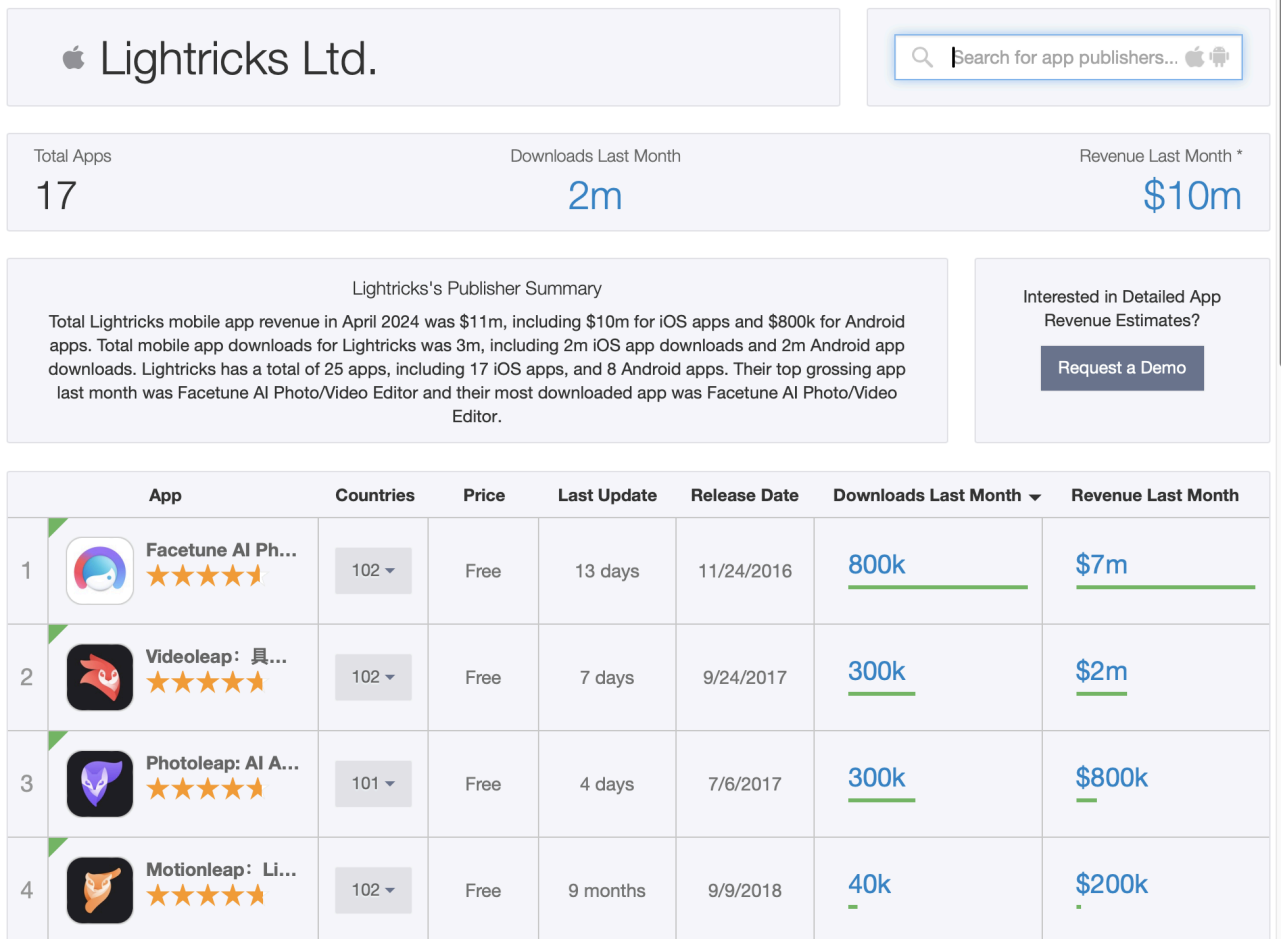 Lightricks Ltd.
Search for app publishers...
Total Apps
17
Downloads Last Month
2m
Revenue Last Month *
$10m
Lightricks's Publisher Summary
Total Lightricks mobile app revenue in April 2024 was $11m, including $10m for iOS apps and $800k for Android
apps. Total mobile app downloads for Lightricks was 3m, including 2m iOS app downloads and 2m Android app
downloads. Lightricks has a total of 25 apps, including 17 iOS apps, and 8 Android apps. Their top grossing app
last month was Facetune AI Photo/Video Editor and their most downloaded app was Facetune AI Photo/Video
Editor.
Interested in Detailed App
Revenue Estimates?
Request a Demo
App Countries Price Last Update Release Date Downloads Last Month Revenue Last Month
1 Facetune AI Ph... 102 Free 13 days 11/24/2016 800k $7m
2 Videoleap：具... 102 Free 7 days 9/24/2017 300k $2m
3 Photoleap: AI A... 101 Free 4 days 7/6/2017 300k $800k
4 Motionleap：Li... 102 Free 9 months 9/9/2018 40k $200k